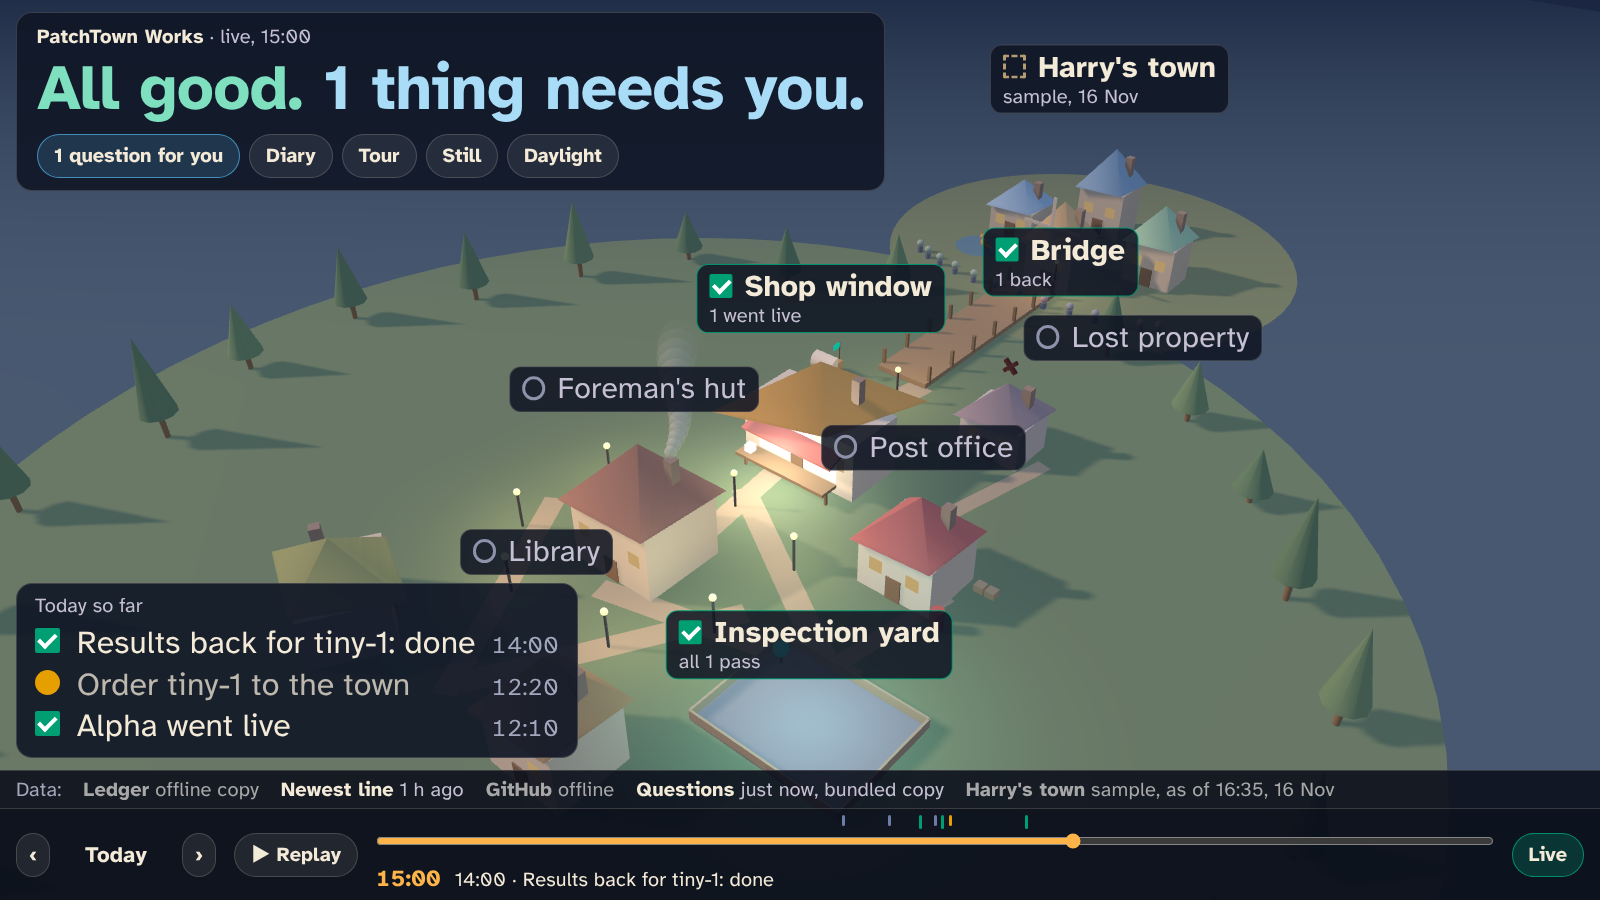 PatchTown Works · live, 15:00
All good. 1 thing needs you.
1 question for you
Diary
Tour
Still
Daylight
Harry's town
sample, 16 Nov
Bridge
1 back
Shop window
1 went live
Lost property
Foreman's hut
Post office
Library
Inspection yard
all 1 pass
Today so far
Results back for tiny-1: done 14:00
Order tiny-1 to the town 12:20
Alpha went live 12:10
Data: Ledger offline copy Newest line 1 h ago GitHub offline Questions just now, bundled copy Harry's town sample, as of 16:35, 16 Nov
‹ Today › ▶ Replay
Live
15:00 14:00 · Results back for tiny-1: done